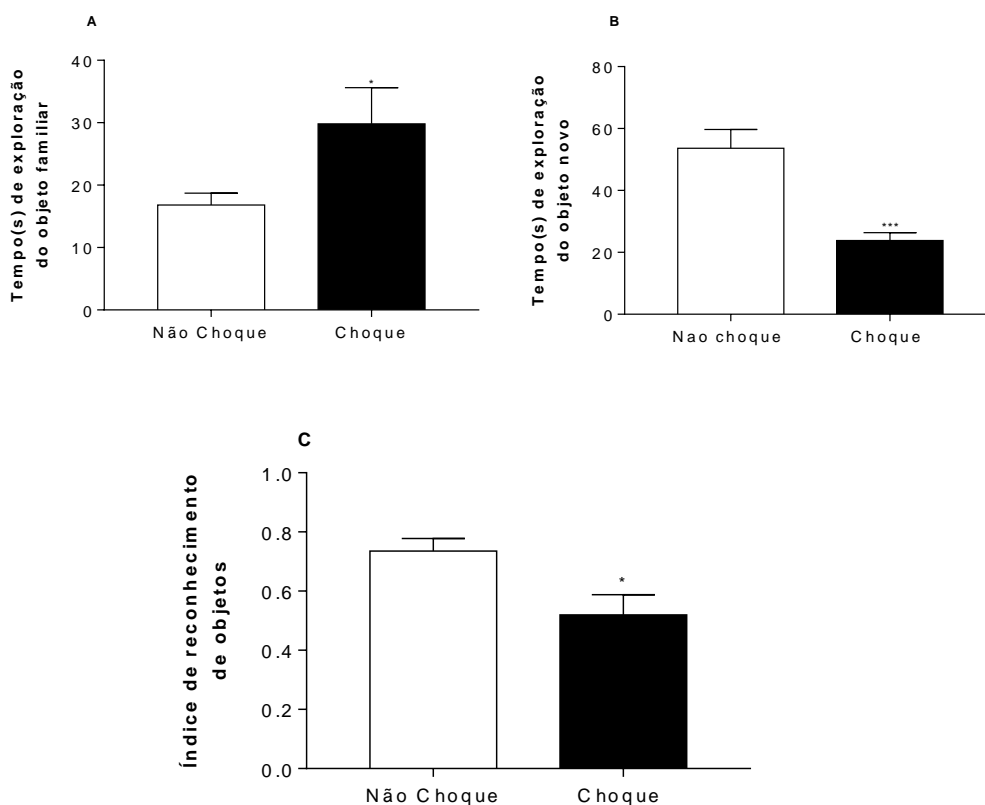 A
Tempo(s) de exploração
do objeto familiar
40
30
20
10
0
*
Não Choque
Choque
B
Tempo(s) de exploração
do objeto novo
80
60
40
20
0
***
Nao choque
Choque
C
Índice de reconhecimento
de objetos
1.0
0.8
0.6
0.4
0.2
0.0
*
Não Choque
Choque